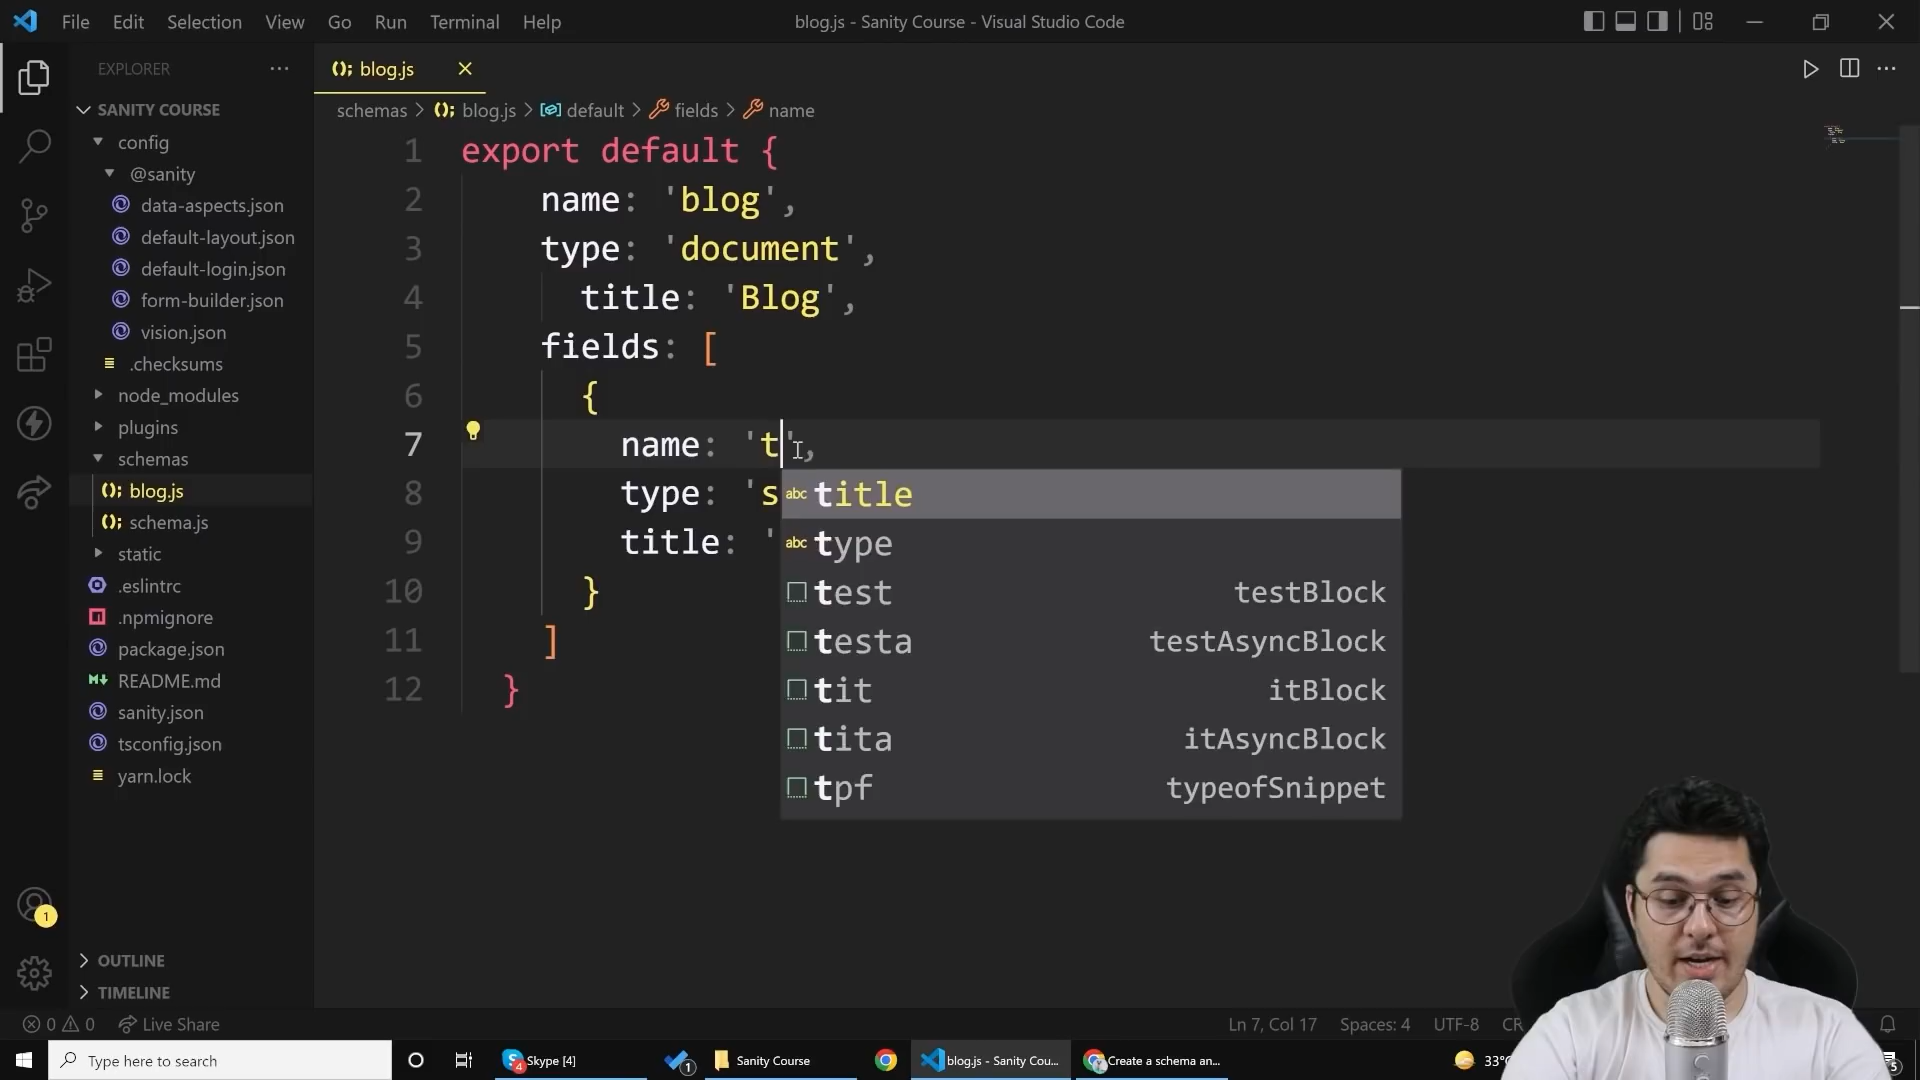 File Edit Selection View Go Run Terminal Help
blog.js - Sanity Course - Visual Studio Code
EXPLORER
SANITY COURSE
config
@sanity
data-aspects.json
default-layout.json
default-login.json
form-builder.json
vision.json
.checksums
node_modules
plugins
schemas
blog.js
schema.js
static
.eslintrc
.npmignore
package.json
README.md
sanity.json
tsconfig.json
yarn.lock
OUTLINE
TIMELINE
blog.js
schemas > blog.js > default > fields > name
1 export default {
2 name: 'blog',
3 type: 'document',
4 title: 'Blog',
5 fields: [
6 {
7 name: 't',
8 type: 's
9 title: '
10 }
11 ]
12 }
abc title
abc type
test testBlock
testa testAsyncBlock
tit itBlock
tita itAsyncBlock
tpf typeofSnippet
1
0 0 Live Share
Ln 7, Col 17 Spaces: 4 UTF-8 CR
Type here to search
Skype [4]
4
1
Sanity Course
blog.js - Sanity Cou...
Create a schema an...
33°
5